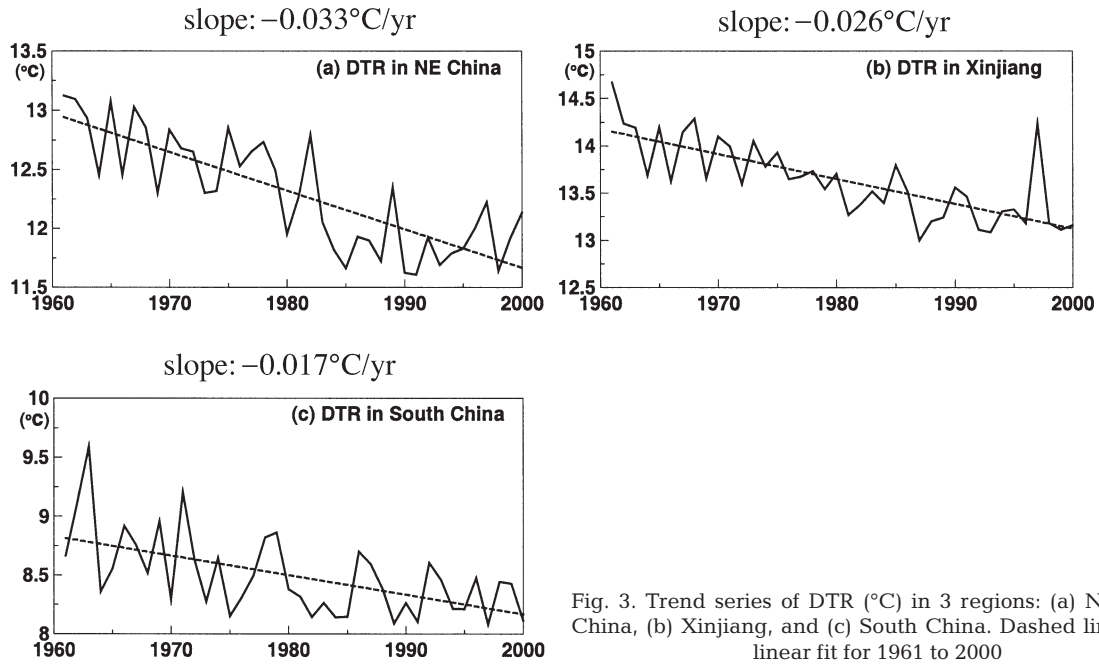 slope: −0.033°C/yr
13.5
(°C)
(a) DTR in NE China
13
12.5
12
11.5
1960 1970 1980 1990 2000
slope: −0.026°C/yr
15
(°C)
(b) DTR in Xinjiang
14.5
14
13.5
13
12.5
1960 1970 1980 1990 2000
slope: −0.017°C/yr
10
(°C)
(c) DTR in South China
9.5
9
8.5
8
1960 1970 1980 1990 2000
Fig. 3. Trend series of DTR (°C) in 3 regions: (a)
China, (b) Xinjiang, and (c) South China. Dashed
linear fit for 1961 to 2000